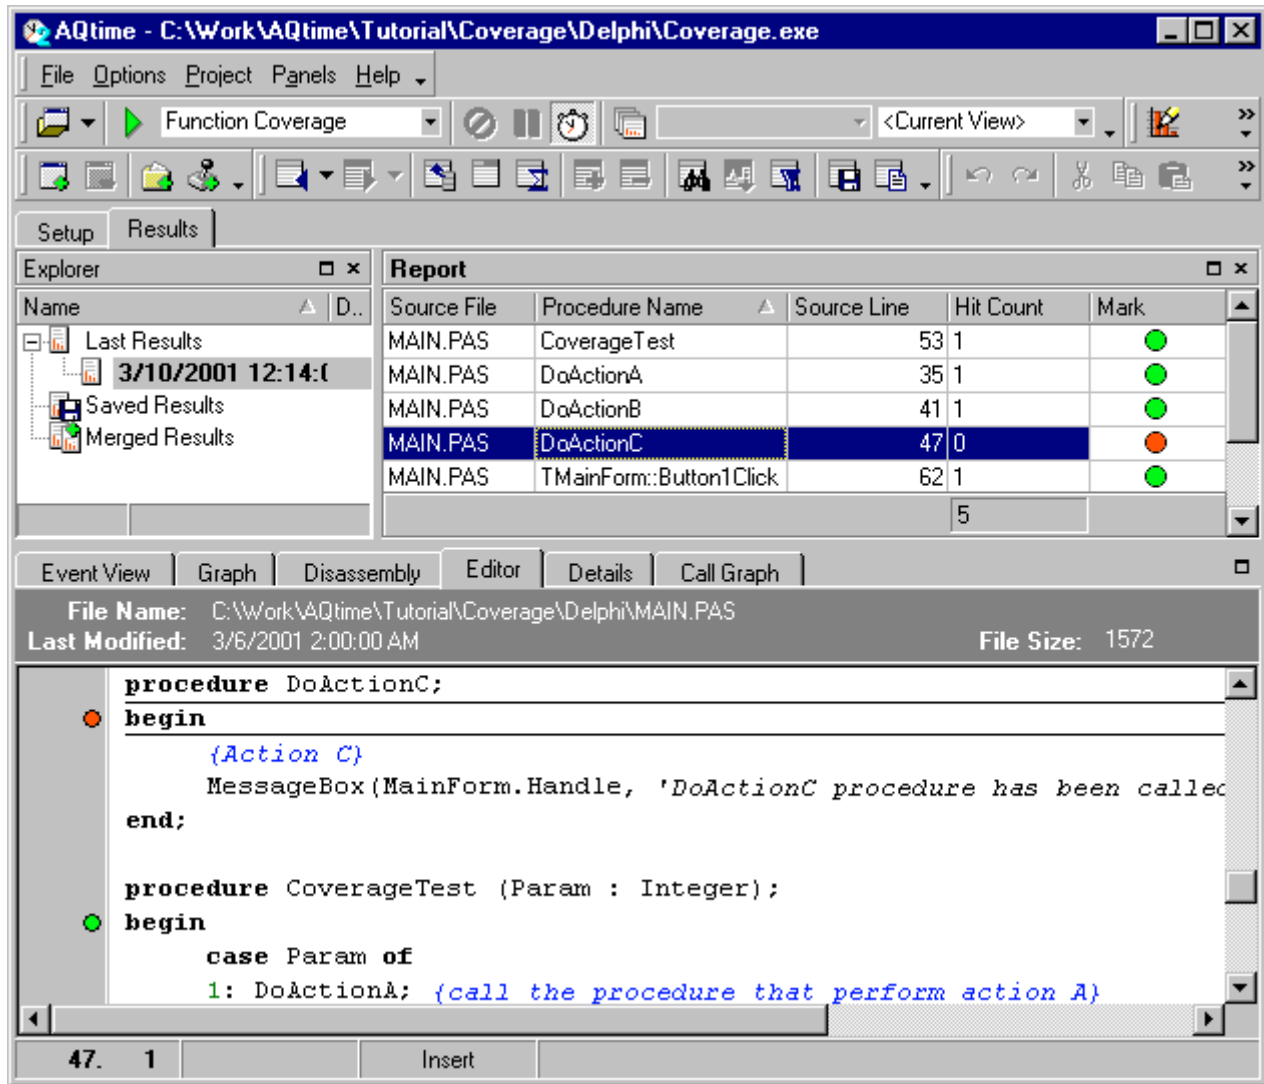 AQtime - C:\Work\AQtime\Tutorial\Coverage\Delphi\Coverage.exe
File Options Project Panels Help
Function Coverage <Current View>
Setup Results
Explorer
Name D..
Last Results
3/10/2001 12:14:(
Saved Results
Merged Results
Report
Source File Procedure Name Source Line Hit Count Mark
MAIN.PAS CoverageTest 53 1
MAIN.PAS DoActionA 35 1
MAIN.PAS DoActionB 41 1
MAIN.PAS DoActionC 47 0
MAIN.PAS TMainForm::Button1Click 62 1
5
Event View Graph Disassembly Editor Details Call Graph
File Name: C:\Work\AQtime\Tutorial\Coverage\Delphi\MAIN.PAS
Last Modified: 3/6/2001 2:00:00 AM File Size: 1572
procedure DoActionC;
begin
{Action C}
MessageBox(MainForm.Handle, 'DoActionC procedure has been called
end;
procedure CoverageTest (Param : Integer);
begin
case Param of
1: DoActionA; {call the procedure that perform action A}
47. 1 Insert